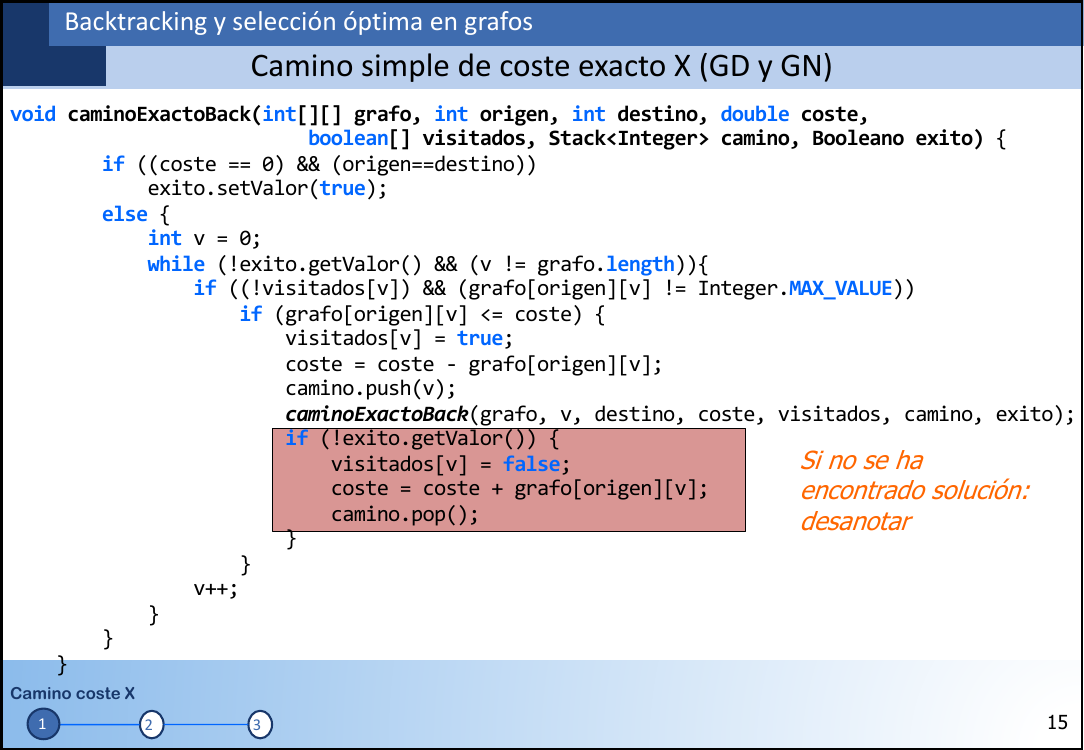 Backtracking y selección óptima en grafos
Camino simple de coste exacto X (GD y GN)
void caminoExactoBack(int[][] grafo, int origen, int destino, double coste,
boolean[] visitados, Stack<Integer> camino, Booleano exito) {
if ((coste == 0) && (origen==destino))
exito.setValor(true);
else {
int v = 0;
while (!exito.getValor() && (v != grafo.length)){
if ((!visitados[v]) && (grafo[origen][v] != Integer.MAX_VALUE))
if (grafo[origen][v] <= coste) {
visitados[v] = true;
coste = coste - grafo[origen][v];
camino.push(v);
caminoExactoBack(grafo, v, destino, coste, visitados, camino, exito);
if (!exito.getValor()) {
visitados[v] = false;
coste = coste + grafo[origen][v];
camino.pop();
}
}
v++;
}
}
}
Si no se ha
encontrado solución:
desanotar
Camino coste X
1 2 3
15